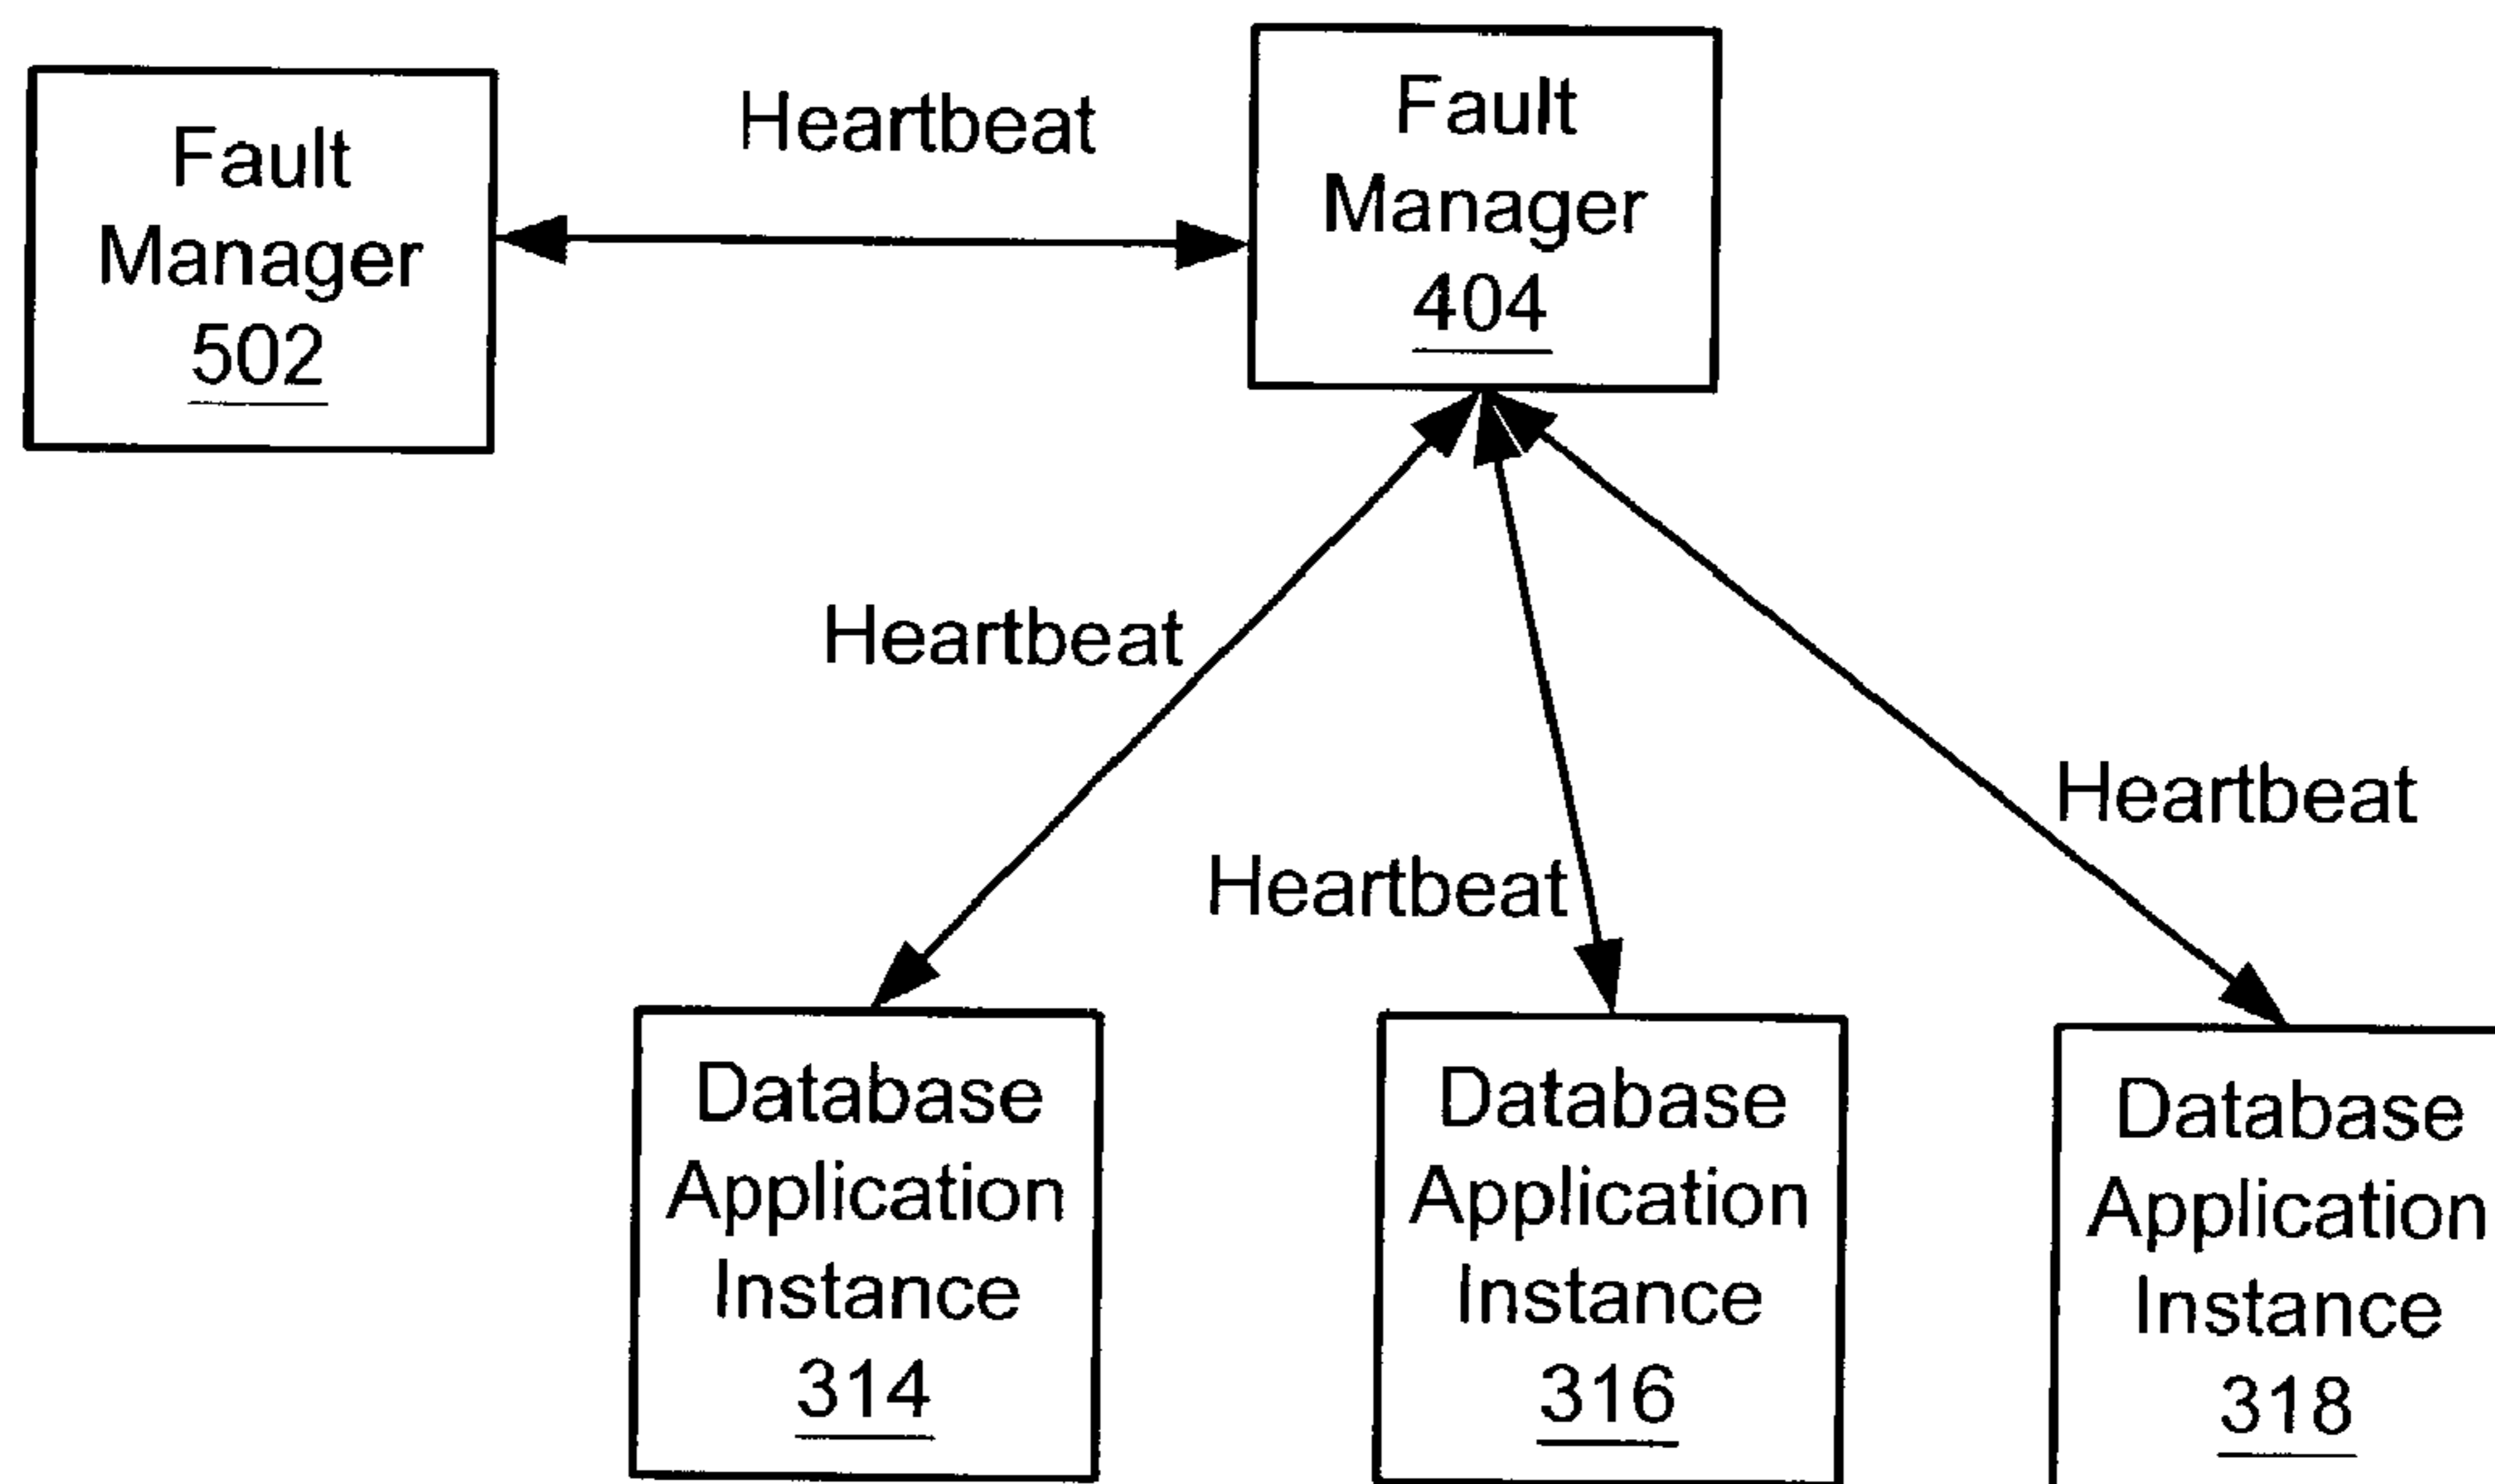 Fault
Manager
502
Heartbeat
Fault
Manager
404
Heartbeat
Heartbeat
Heartbeat
Database
Application
Instance
314
Database
Application
Instance
316
Database
Application
Instance
318